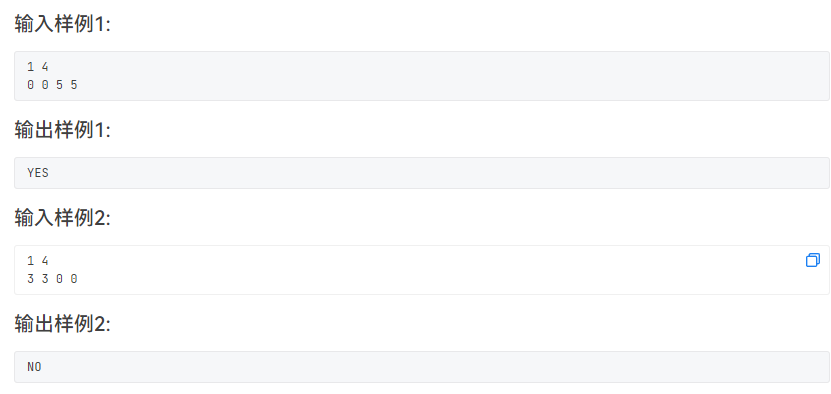 输入样例1:
1 4
0 0 5 5
输出样例1:
YES
输入样例2:
1 4
3 3 0 0
输出样例2:
NO